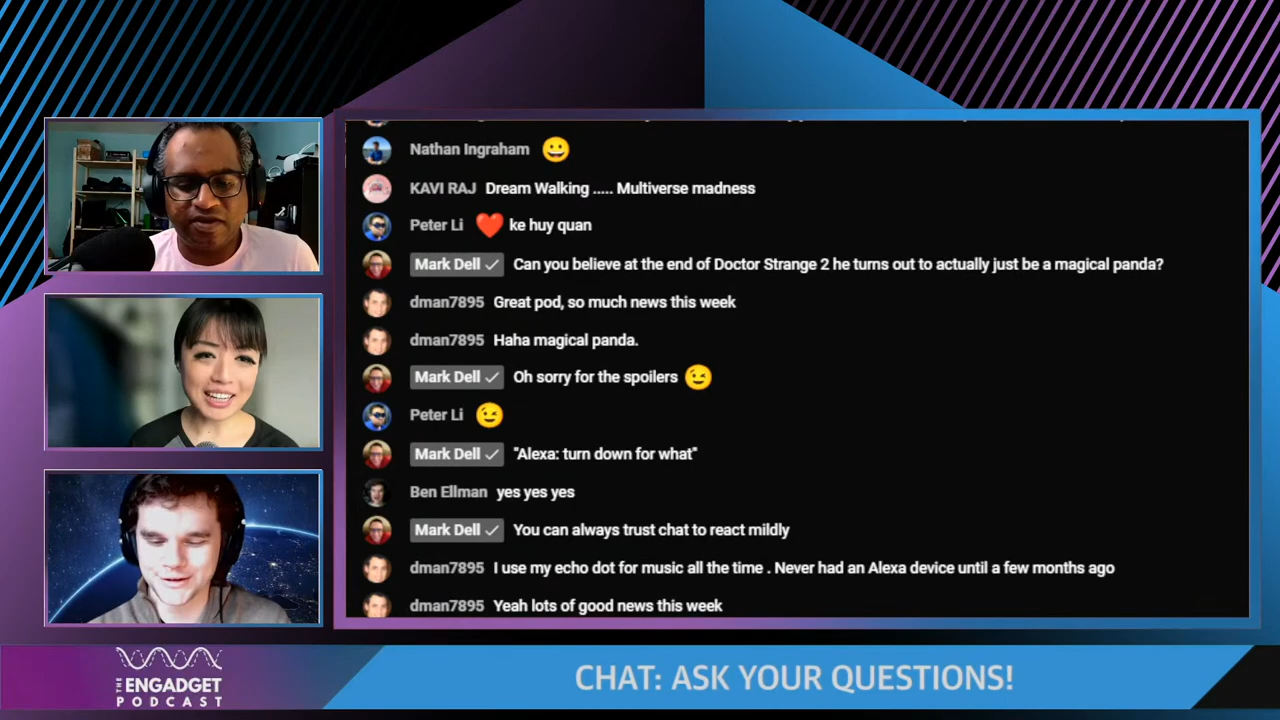 Nathan Ingraham 😀
KAVI RAJ Dream Walking ..... Multiverse madness
Peter Li ❤️ ke huy quan
Mark Dell ✓ Can you believe at the end of Doctor Strange 2 he turns out to actually just be a magical panda?
dman7895 Great pod, so much news this week
dman7895 Haha magical panda.
Mark Dell ✓ Oh sorry for the spoilers 😉
Peter Li 😉
Mark Dell ✓ "Alexa: turn down for what"
Ben Ellman yes yes yes
Mark Dell ✓ You can always trust chat to react mildly
dman7895 I use my echo dot for music all the time . Never had an Alexa device until a few months ago
dman7895 Yeah lots of good news this week
THE ENGADGET
PODCAST
CHAT: ASK YOUR QUESTIONS!